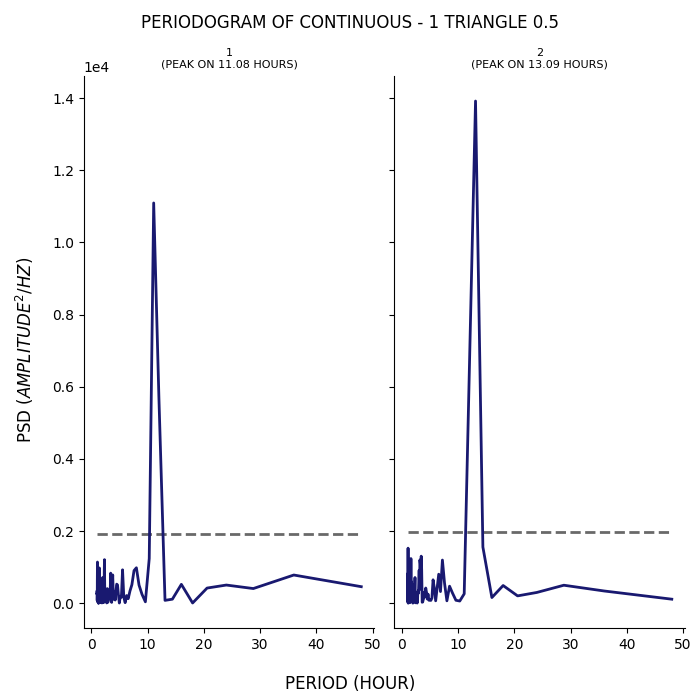 PERIODOGRAM OF CONTINUOUS - 1 TRIANGLE 0.5
1
(PEAK ON 11.08 HOURS)
2
(PEAK ON 13.09 HOURS)
1e4
1.4
1.2
1.0
0.8
0.6
0.4
0.2
0.0
PSD (AMPLITUDE²/HZ)
0 10 20 30 40 50
0 10 20 30 40 50
PERIOD (HOUR)